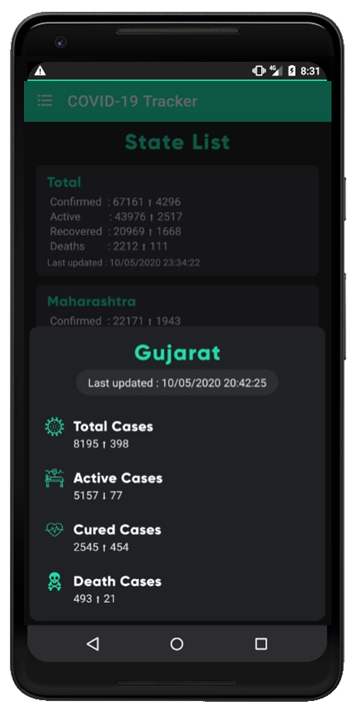 4G 8:31
COVID-19 Tracker
State List
Total
Confirmed : 67161 ↑ 4296
Active : 43976 ↑ 2517
Recovered : 20969 ↑ 1668
Deaths : 2212 ↑ 111
Last updated : 10/05/2020 23:34:22
Maharashtra
Confirmed : 22171 ↑ 1943
Gujarat
Last updated : 10/05/2020 20:42:25
Total Cases
8195 ↑ 398
Active Cases
5157 ↓ 77
Cured Cases
2545 ↑ 454
Death Cases
493 ↑ 21